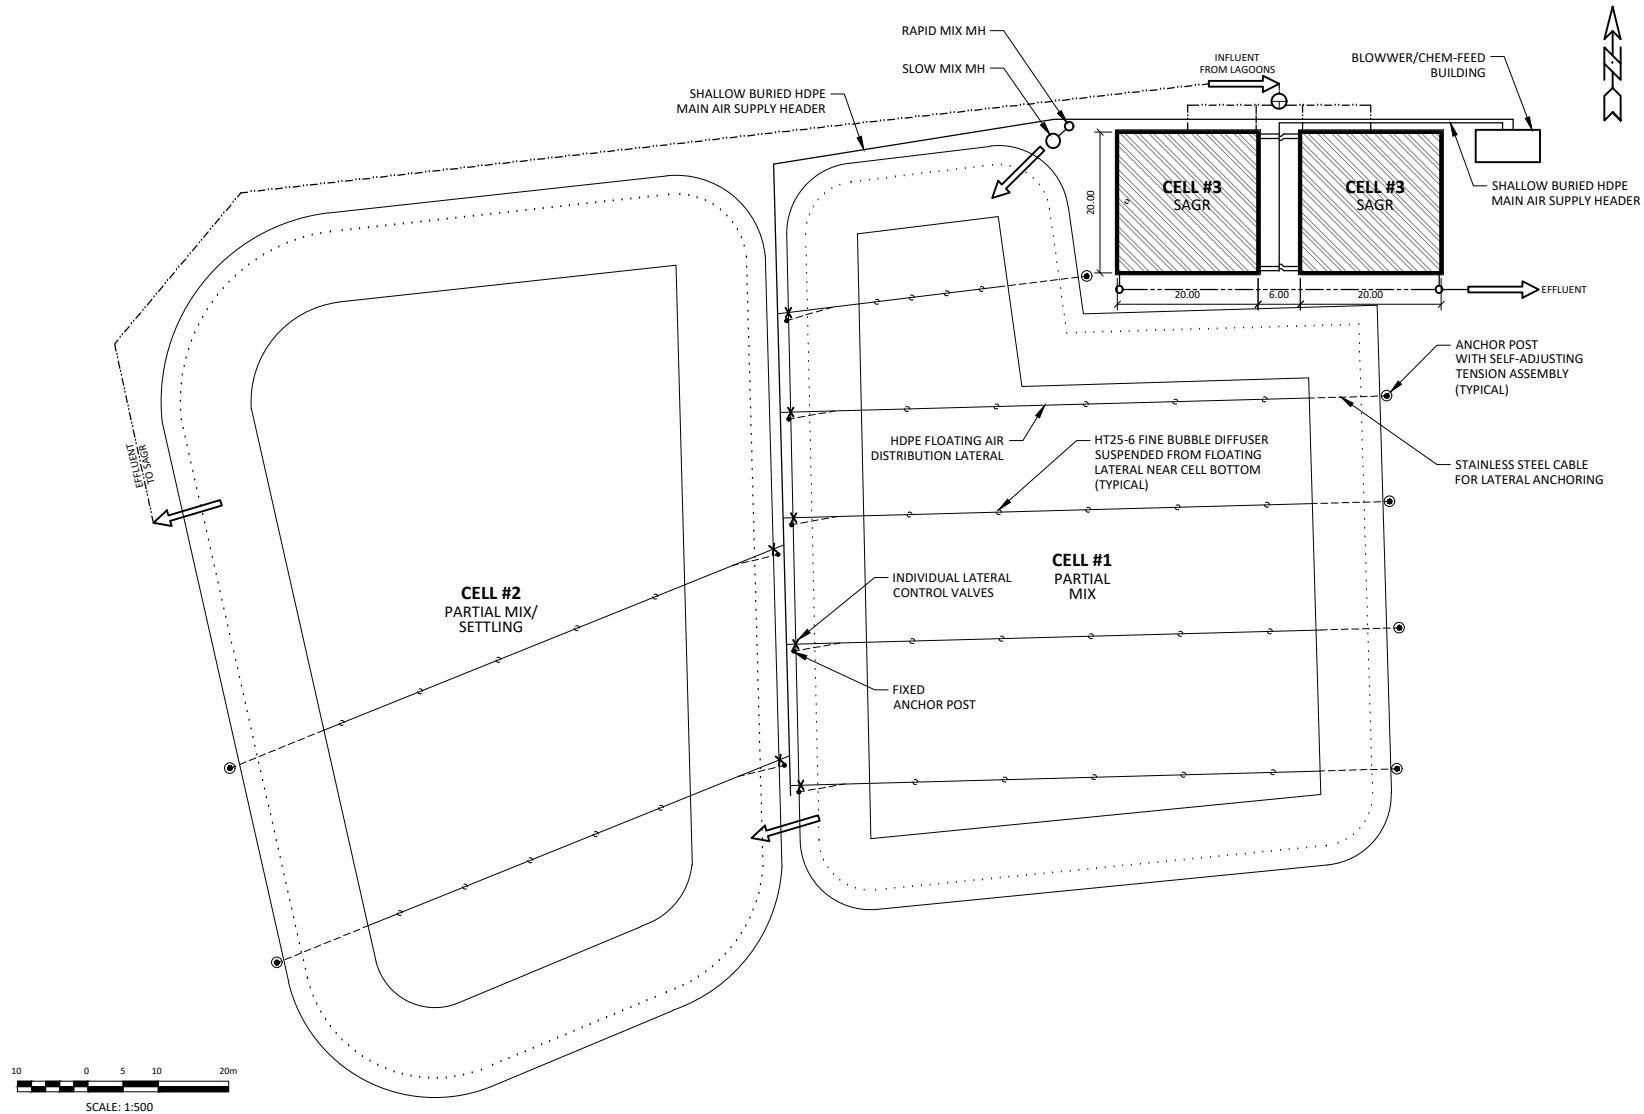 RAPID MIX MH
SLOW MIX MH
SHALLOW BURIED HDPE
MAIN AIR SUPPLY HEADER
INFLUENT
FROM LAGOONS
BLOWWER/CHEM-FEED
BUILDING
N
CELL #3
SAGR
CELL #3
SAGR
20.00
SHALLOW BURIED HDPE
MAIN AIR SUPPLY HEADER
20.00
6.00
20.00
EFFLUENT
ANCHOR POST
WITH SELF-ADJUSTING
TENSION ASSEMBLY
(TYPICAL)
HDPE FLOATING AIR
DISTRIBUTION LATERAL
HT25-6 FINE BUBBLE DIFFUSER
SUSPENDED FROM FLOATING
LATERAL NEAR CELL BOTTOM
(TYPICAL)
STAINLESS STEEL CABLE
FOR LATERAL ANCHORING
EFFLUENT
TO SAGR
CELL #1
PARTIAL
MIX
CELL #2
PARTIAL MIX/
SETTLING
INDIVIDUAL LATERAL
CONTROL VALVES
FIXED
ANCHOR POST
10 0 5 10 20m
SCALE: 1:500